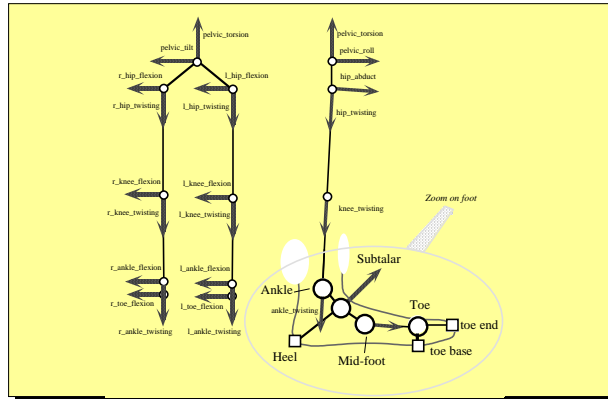 pelvic_torsion
pelvic_tilt
r_hip_flexion
l_hip_flexion
r_hip_twisting
l_hip_twisting
r_knee_flexion
l_knee_flexion
r_knee_twisting
l_knee_twisting
r_ankle_flexion
l_ankle_flexion
r_toe_flexion
l_toe_flexion
r_ankle_twisting
l_ankle_twisting
pelvic_torsion
pelvic_roll
hip_abduct
hip_twisting
knee_twisting
Zoom on foot
Subtalar
Ankle
ankle_twisting
Toe
toe end
toe base
Heel
Mid-foot